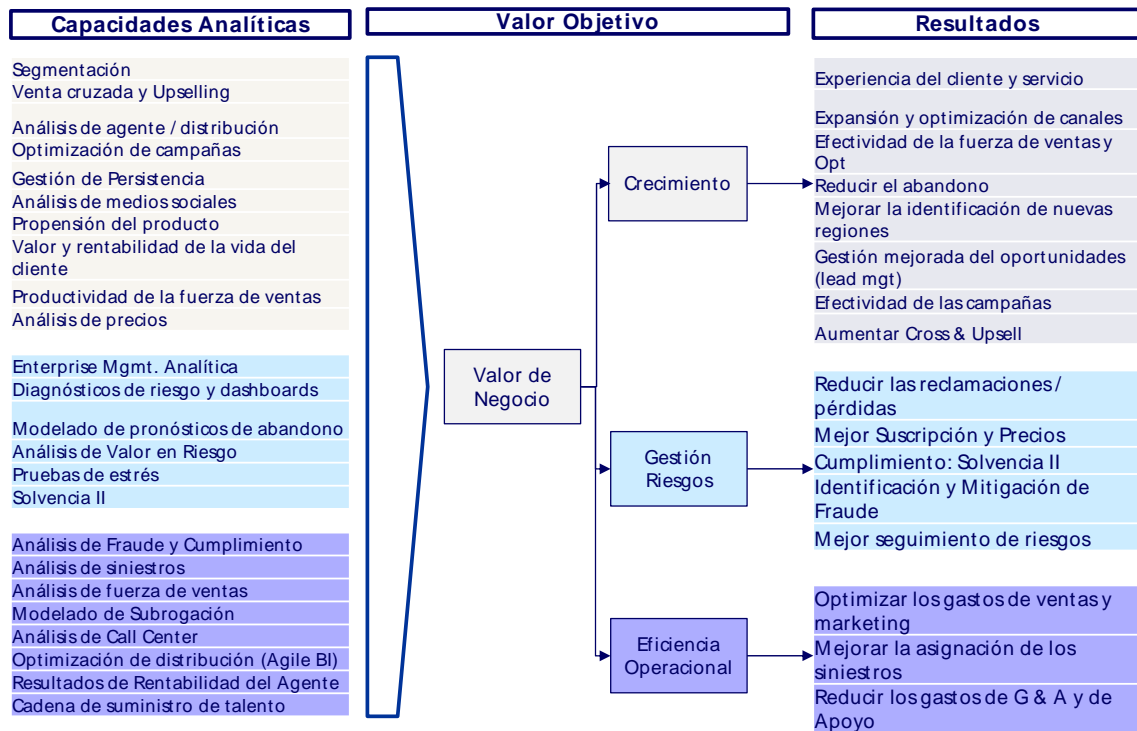 Capacidades Analíticas
Segmentación
Venta cruzada y Upselling
Análisis de agente / distribución
Optimización de campañas
Gestión de Persistencia
Análisis de medios sociales
Propensión del producto
Valor y rentabilidad de la vida del
cliente
Productividad de la fuerza de ventas
Análisis de precios
Enterprise Mgmt. Analítica
Diagnósticos de riesgo y dashboards
Modelado de pronósticos de abandono
Análisis de Valor en Riesgo
Pruebas de estrés
Solvencia II
Análisis de Fraude y Cumplimiento
Análisis de siniestros
Análisis de fuerza de ventas
Modelado de Subrogación
Análisis de Call Center
Optimización de distribución (Agile BI)
Resultados de Rentabilidad del Agente
Cadena de suministro de talento
Valor Objetivo
Valor de
Negocio
Crecimiento
Gestión
Riesgos
Eficiencia
Operacional
Resultados
Experiencia del cliente y servicio
Expansión y optimización de canales
Efectividad de la fuerza de ventas y
Opt
Reducir el abandono
Mejorar la identificación de nuevas
regiones
Gestión mejorada del oportunidades
(lead mgt)
Efectividad de las campañas
Aumentar Cross & Upsell
Reducir las reclamaciones /
pérdidas
Mejor Suscripción y Precios
Cumplimiento: Solvencia II
Identificación y Mitigación de
Fraude
Mejor seguimiento de riesgos
Optimizar los gastos de ventas y
marketing
Mejorar la asignación de los
siniestros
Reducir los gastos de G & A y de
Apoyo